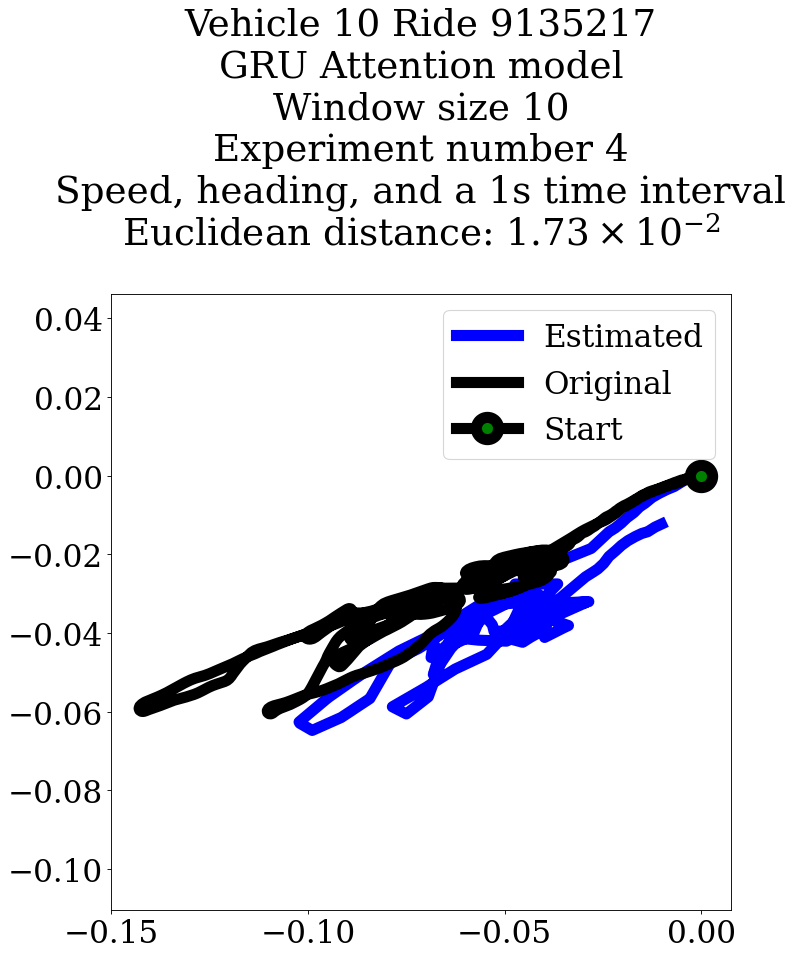 Vehicle 10 Ride 9135217
GRU Attention model
Window size 10
Experiment number 4
Speed, heading, and a 1s time interval
Euclidean distance: 1.73 × 10⁻²
Estimated
Original
Start
0.04
0.02
0.00
−0.02
−0.04
−0.06
−0.08
−0.10
−0.15 −0.10 −0.05 0.00